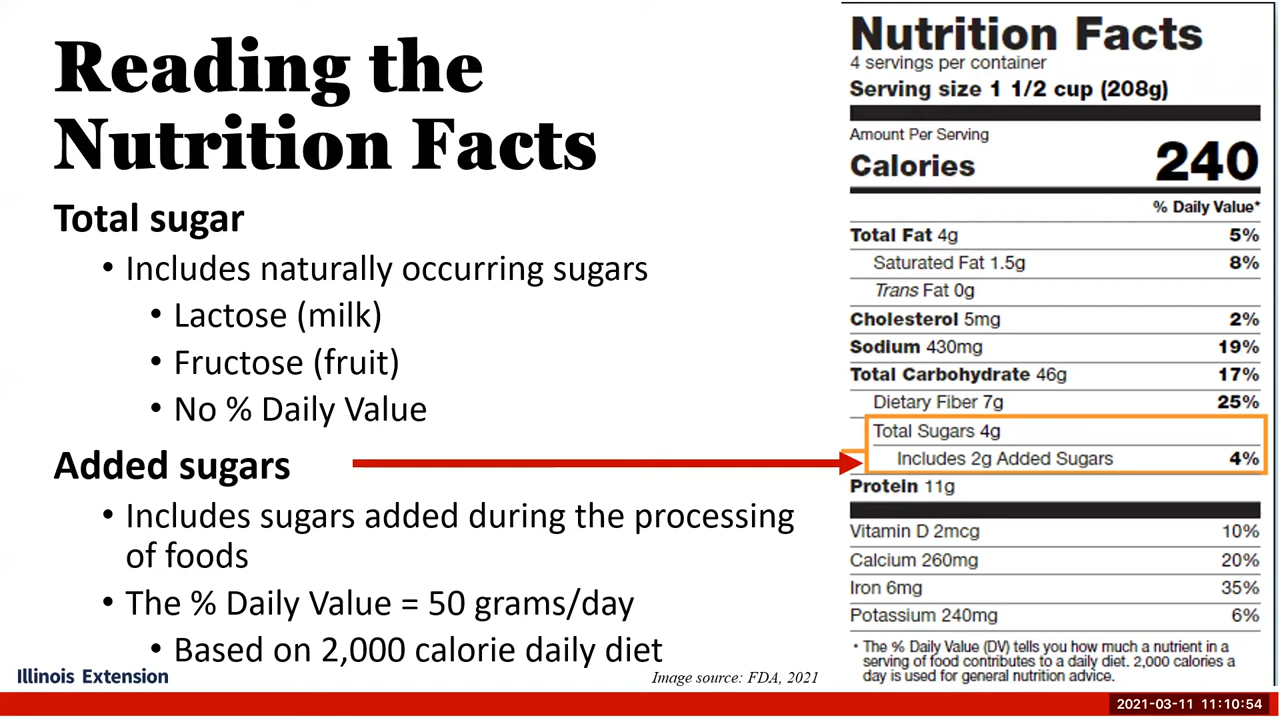 Reading the
Nutrition Facts
Total sugar
• Includes naturally occurring sugars
• Lactose (milk)
• Fructose (fruit)
• No % Daily Value
Added sugars
• Includes sugars added during the processing
of foods
• The % Daily Value = 50 grams/day
• Based on 2,000 calorie daily diet
Illinois Extension
Image source: FDA, 2021
Nutrition Facts
4 servings per container
Serving size 1 1/2 cup (208g)
Amount Per Serving
Calories 240
% Daily Value*
Total Fat 4g 5%
Saturated Fat 1.5g 8%
Trans Fat 0g
Cholesterol 5mg 2%
Sodium 430mg 19%
Total Carbohydrate 46g 17%
Dietary Fiber 7g 25%
Total Sugars 4g
Includes 2g Added Sugars 4%
Protein 11g
Vitamin D 2mcg 10%
Calcium 260mg 20%
Iron 6mg 35%
Potassium 240mg 6%
* The % Daily Value (DV) tells you how much a nutrient in a
serving of food contributes to a daily diet. 2,000 calories a
day is used for general nutrition advice.
2021-03-11 11:10:54